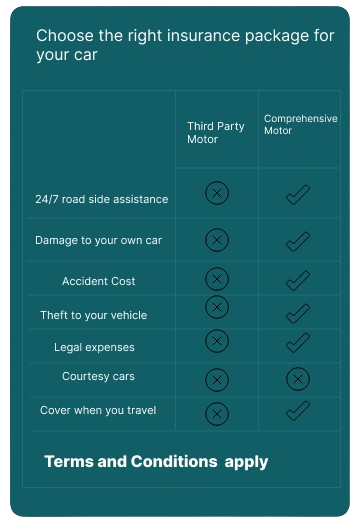 Choose the right insurance package for
your car
Third Party
Motor
Comprehensive
Motor
24/7 road side assistance
Damage to your own car
Accident Cost
Theft to your vehicle
Legal expenses
Courtesy cars
Cover when you travel
Terms and Conditions apply